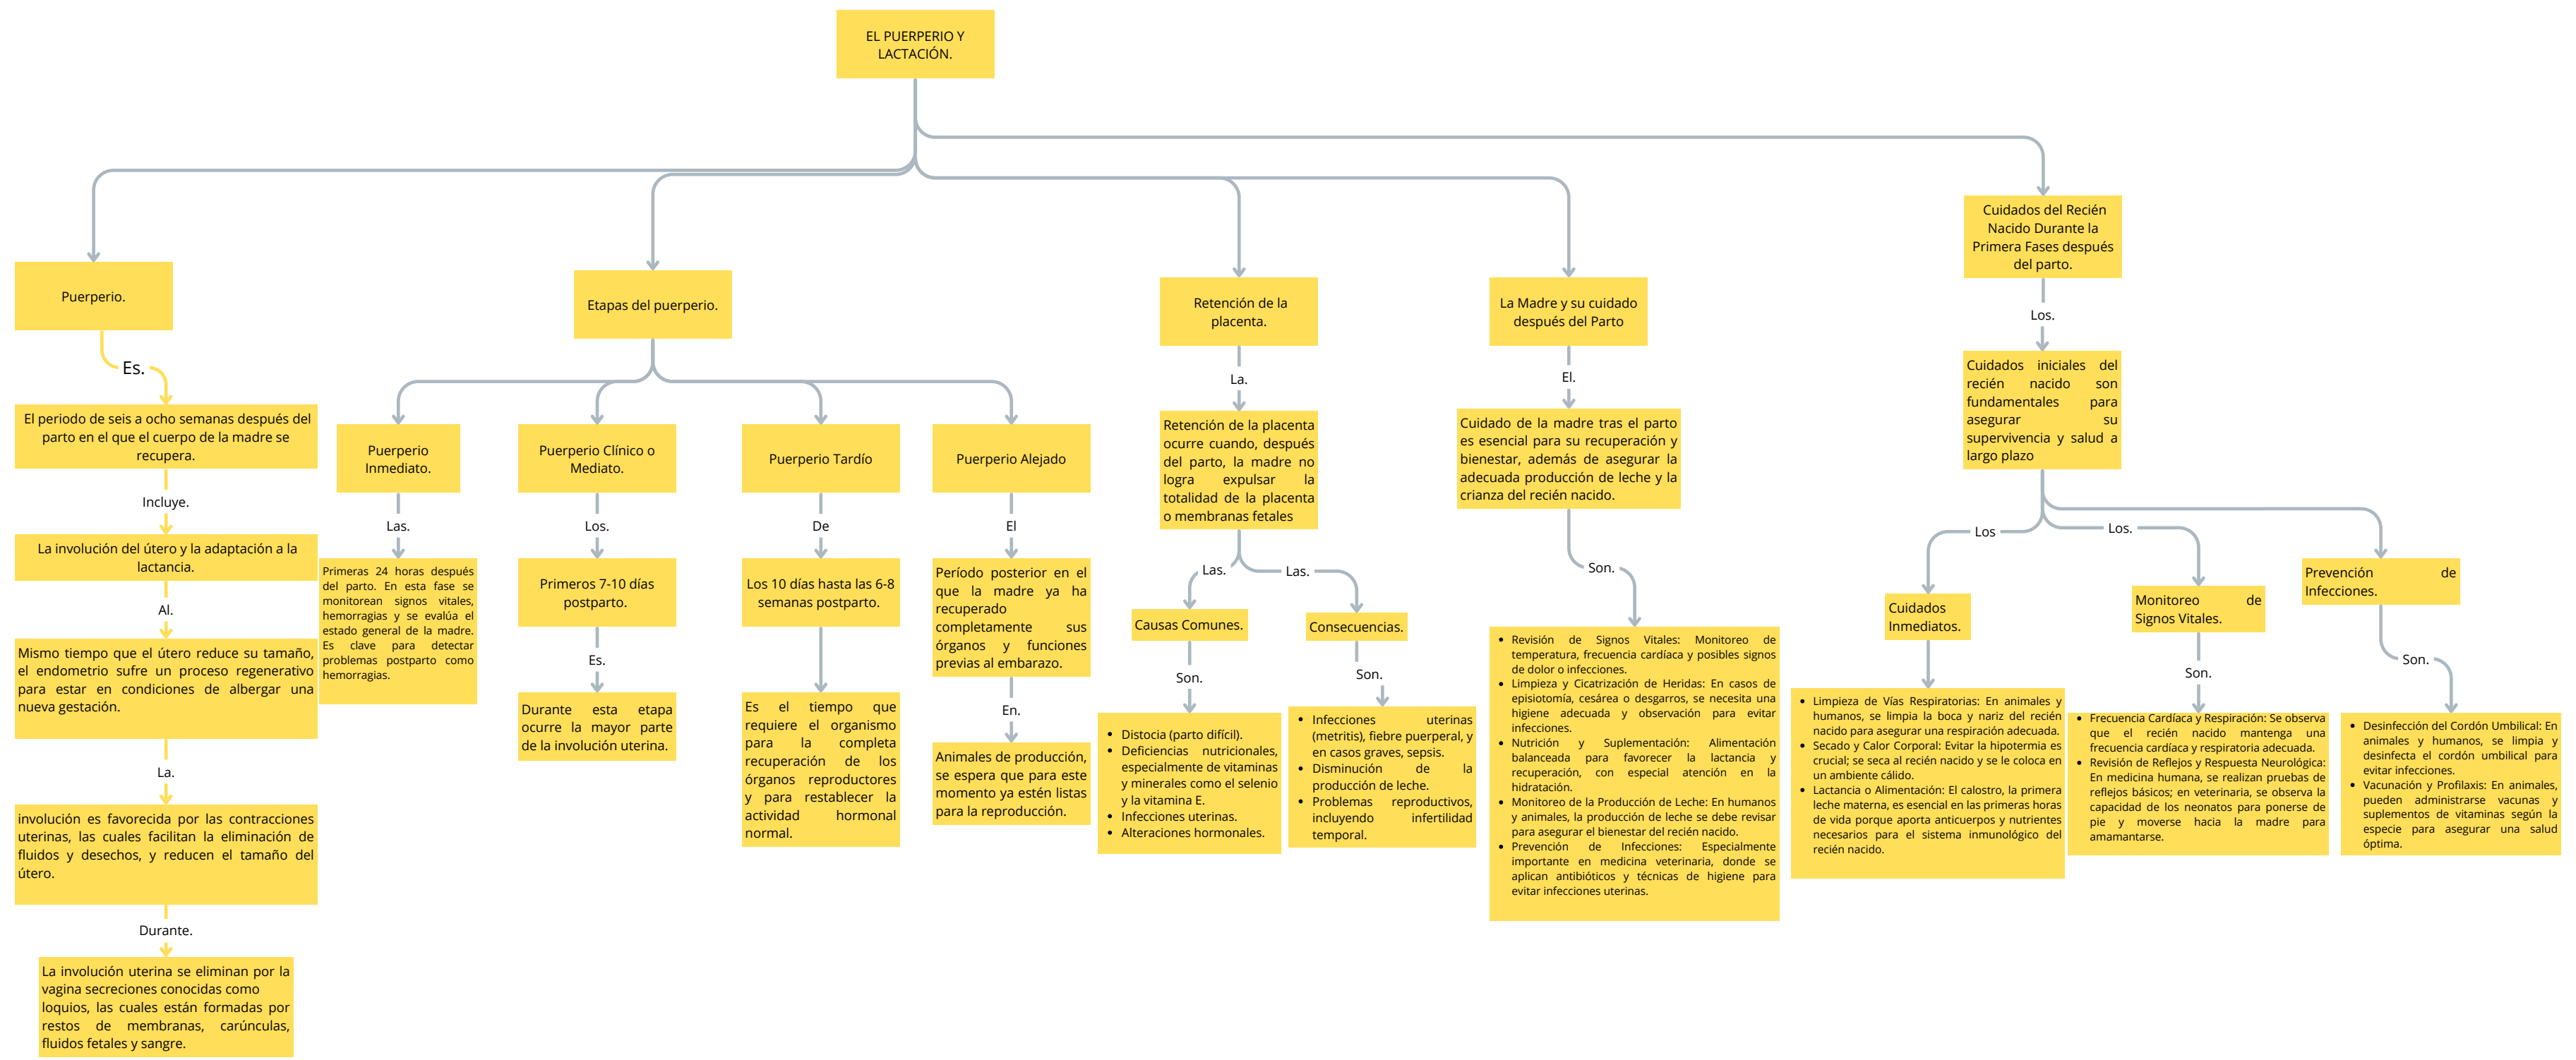 EL PUERPERIO Y
LACTACIÓN.
Puerperio.
Es.
El periodo de seis a ocho semanas después del
parto en el que el cuerpo de la madre se
recupera.
Incluye.
La involución del útero y la adaptación a la
lactancia.
Al.
Mismo tiempo que el útero reduce su tamaño,
el endometrio sufre un proceso regenerativo
para estar en condiciones de albergar una
nueva gestación.
La.
involución es favorecida por las contracciones
uterinas, las cuales facilitan la eliminación de
fluidos y desechos, y reducen el tamaño del
útero.
Durante.
La involución uterina se eliminan por la
vagina secreciones conocidas como
loquios, las cuales están formadas por
restos de membranas, carúnculas,
fluidos fetales y sangre.
Etapas del puerperio.
Puerperio
Inmediato.
Las.
Primeras 24 horas después
del parto. En esta fase se
monitorean signos vitales,
hemorragias y se evalúa el
estado general de la madre.
Es clave para detectar
problemas postparto como
hemorragias.
Puerperio Clínico o
Mediato.
Los.
Primeros 7-10 días
postparto.
Es.
Durante esta etapa
ocurre la mayor parte
de la involución uterina.
Puerperio Tardío
De
Los 10 días hasta las 6-8
semanas postparto.
Es el tiempo que
requiere el organismo
para la completa
recuperación de los
órganos reproductores
y para restablecer la
actividad hormonal
normal.
Puerperio Alejado
El
Período posterior en el
que la madre ya ha
recuperado
completamente sus
órganos y funciones
previas al embarazo.
En.
Animales de producción,
se espera que para este
momento ya estén listas
para la reproducción.
Retención de la
placenta.
La.
Retención de la placenta
ocurre cuando, después
del parto, la madre no
logra expulsar la
totalidad de la placenta
o membranas fetales
Las.
Causas Comunes.
Son.
• Distocia (parto difícil).
• Deficiencias nutricionales,
especialmente de vitaminas
y minerales como el selenio
y la vitamina E.
• Infecciones uterinas.
• Alteraciones hormonales.
Las.
Consecuencias.
Son.
• Infecciones uterinas
(metritis), fiebre puerperal, y
en casos graves, sepsis.
• Disminución de la
producción de leche.
• Problemas reproductivos,
incluyendo infertilidad
temporal.
La Madre y su cuidado
después del Parto
El.
Cuidado de la madre tras el parto
es esencial para su recuperación y
bienestar, además de asegurar la
adecuada producción de leche y la
crianza del recién nacido.
Son.
• Revisión de Signos Vitales: Monitoreo de
temperatura, frecuencia cardíaca y posibles signos
de dolor o infecciones.
• Limpieza y Cicatrización de Heridas: En casos de
episiotomía, cesárea o desgarros, se necesita una
higiene adecuada y observación para evitar
infecciones.
• Nutrición y Suplementación: Alimentación
balanceada para favorecer la lactancia y
recuperación, con especial atención en la
hidratación.
• Monitoreo de la Producción de Leche: En humanos
y animales, la producción de leche se debe revisar
para asegurar el bienestar del recién nacido.
• Prevención de Infecciones: Especialmente
importante en medicina veterinaria, donde se
aplican antibióticos y técnicas de higiene para
evitar infecciones uterinas.
Cuidados del Recién
Nacido Durante la
Primera Fases después
del parto.
Los.
Cuidados iniciales del
recién nacido son
fundamentales para
asegurar su
supervivencia y salud a
largo plazo
Los
Cuidados
Inmediatos.
• Limpieza de Vías Respiratorias: En animales y
humanos, se limpia la boca y nariz del recién
nacido para asegurar una respiración adecuada.
• Secado y Calor Corporal: Evitar la hipotermia es
crucial; se seca al recién nacido y se le coloca en
un ambiente cálido.
• Lactancia o Alimentación: El calostro, la primera
leche materna, es esencial en las primeras horas
de vida porque aporta anticuerpos y nutrientes
necesarios para el sistema inmunológico del
recién nacido.
Los.
Monitoreo de
Signos Vitales.
Son.
• Frecuencia Cardíaca y Respiración: Se observa
que el recién nacido mantenga una
frecuencia cardíaca y respiratoria adecuada.
• Revisión de Reflejos y Respuesta Neurológica:
En medicina humana, se realizan pruebas de
reflejos básicos; en veterinaria, se observa la
capacidad de los neonatos para ponerse de
pie y moverse hacia la madre para
amamantarse.
Prevención de
Infecciones.
Son.
• Desinfección del Cordón Umbilical: En
animales y humanos, se limpia y
desinfecta el cordón umbilical para
evitar infecciones.
• Vacunación y Profilaxis: En animales,
pueden administrarse vacunas y
suplementos de vitaminas según la
especie para asegurar una salud
óptima.